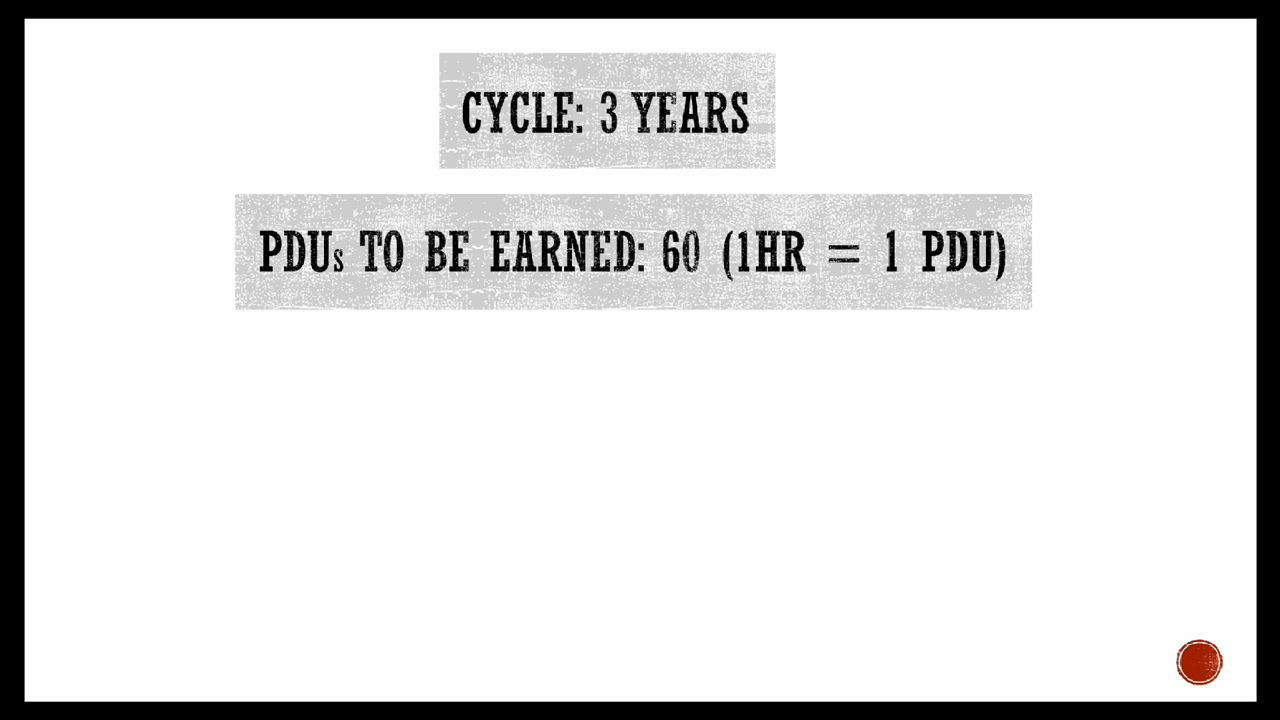 CYCLE: 3 YEARS
PDUs TO BE EARNED: 60 (1HR = 1 PDU)